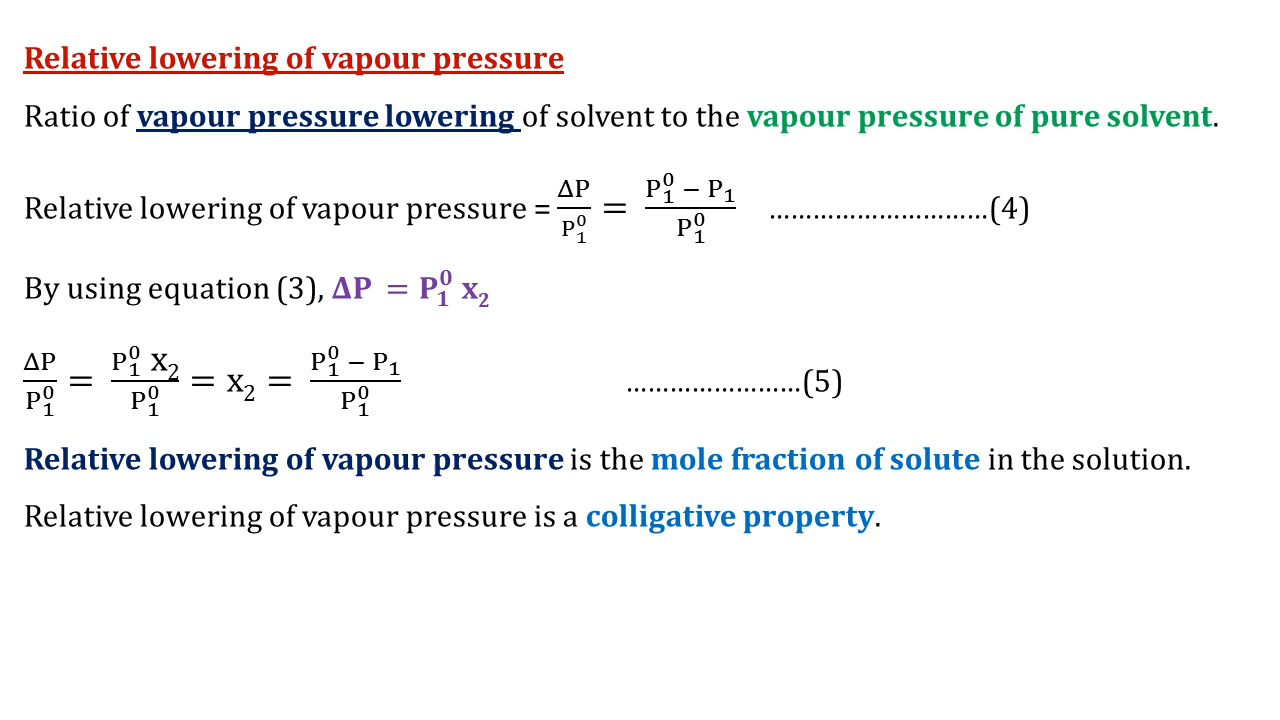 Relative lowering of vapour pressure
Ratio of vapour pressure lowering of solvent to the vapour pressure of pure solvent.
Relative lowering of vapour pressure = ΔP/P₁⁰ = (P₁⁰ − P₁)/P₁⁰ ..............................(4)
By using equation (3), ΔP = P₁⁰ x₂
ΔP/P₁⁰ = P₁⁰ x₂/P₁⁰ = x₂ = (P₁⁰ − P₁)/P₁⁰ ........................(5)
Relative lowering of vapour pressure is the mole fraction of solute in the solution.
Relative lowering of vapour pressure is a colligative property.